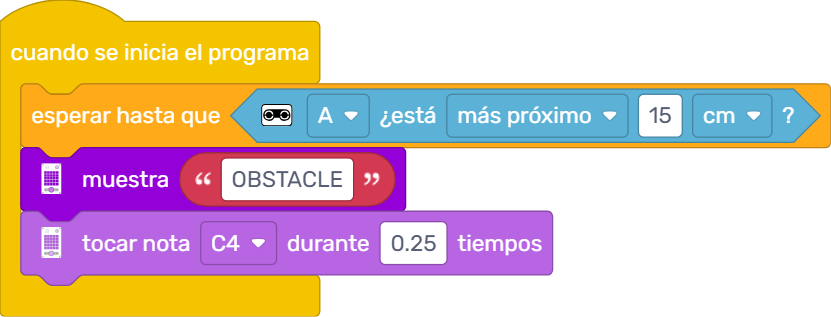 cuando se inicia el programa
esperar hasta que A ¿está más próximo 15 cm ?
muestra “ OBSTACLE ”
tocar nota C4 durante 0.25 tiempos